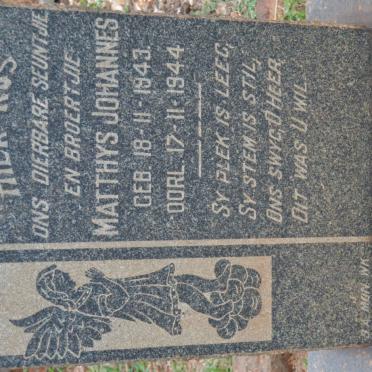 HIER RUS
ONS DIERBARE SEUNTJIE
EN BROERTJIE
MATTHYS JOHANNES
GEB 18-11-1943.
OORL. 17-11-1944
SY PLEK IS LEEG,
SY STEM IS STIL,
ONS SWYG, O HEER,
DIT WAS U WIL.